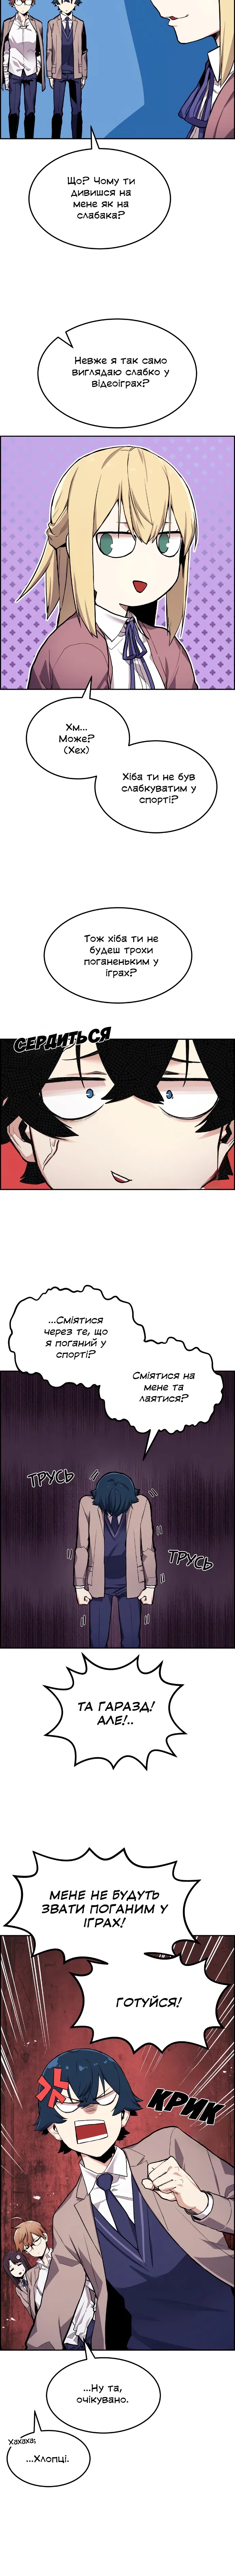 Що? Чому ти
дивишся на
мене як на
слабака?
Невже я так само
виглядаю слабко у
відеоіграх?
Хм...
Може?
(Хех)
Хіба ти не був
слабкуватим у
спорті?
Тож хіба ти не
будеш трохи
поганеньким у
іграх?
СЕРДИТЬСЯ
...Сміятися
через те, що
я поганий у
спорті?
Сміятися на
мене та
лаятися?
ТРУСЬ
ТРУСЬ
ТА ГАРАЗД!
АЛЕ!..
МЕНЕ НЕ БУДУТЬ
ЗВАТИ ПОГАНИМ У
ІГРАХ!
ГОТУЙСЯ!
КРИК
...Ну та,
очікувано.
Хахаха;
...Хлопці.